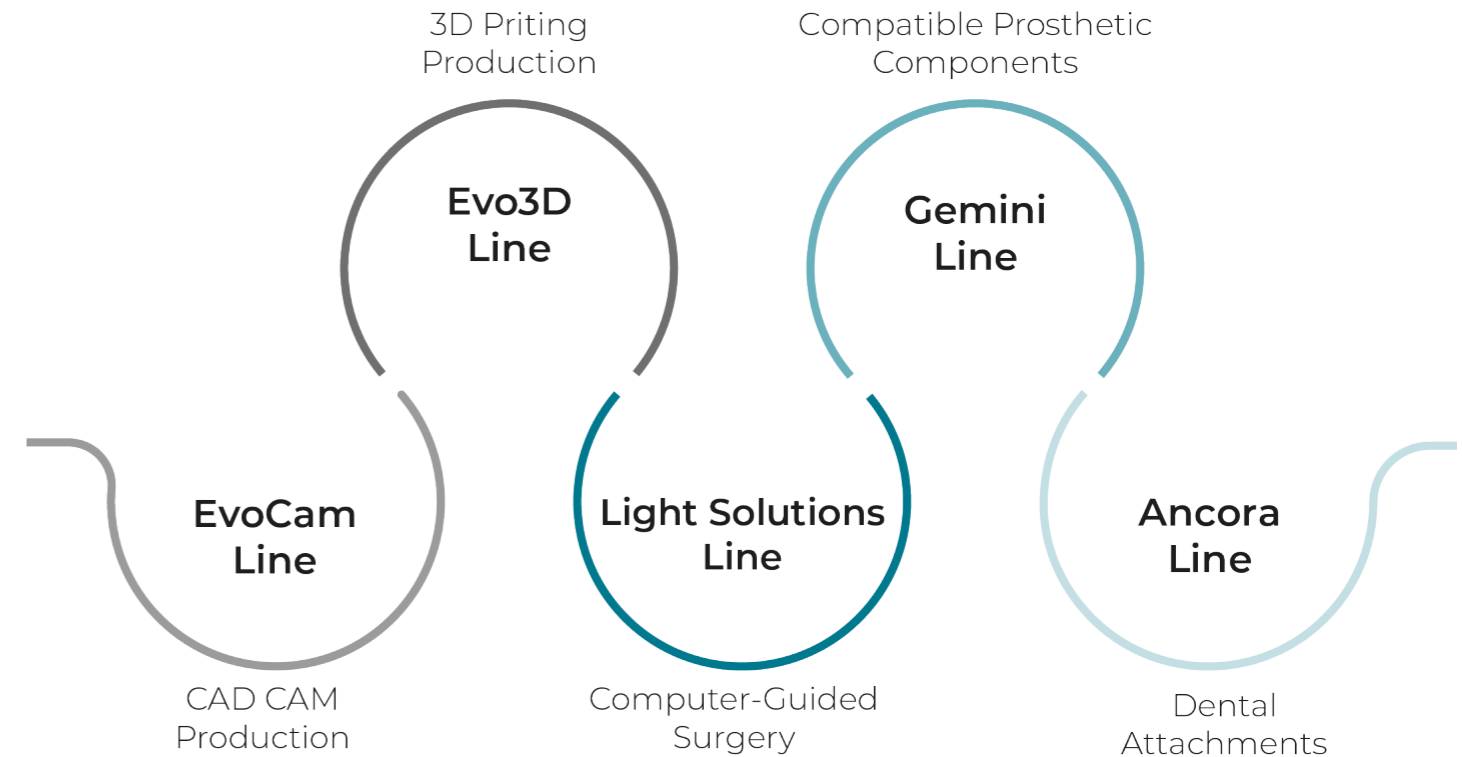 3D Priting
Production
Compatible Prosthetic
Components
Evo3D
Line
Gemini
Line
EvoCam
Line
Light Solutions
Line
Ancora
Line
CAD CAM
Production
Computer-Guided
Surgery
Dental
Attachments